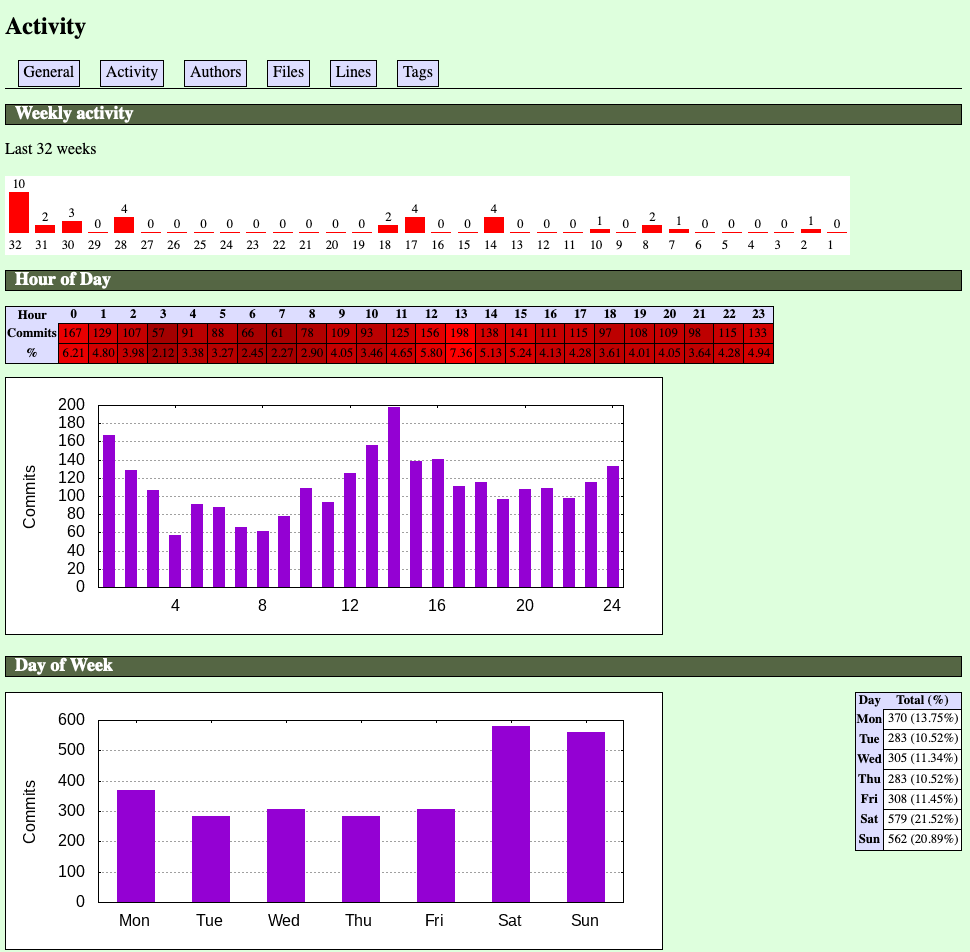 Activity
General Activity Authors Files Lines Tags
Weekly activity
Last 32 weeks
10 2 3 0 4 0 0 0 0 0 0 0 0 0 2 4 0 0 4 0 0 0 1 0 2 1 0 0 0 0 1 0
32 31 30 29 28 27 26 25 24 23 22 21 20 19 18 17 16 15 14 13 12 11 10 9 8 7 6 5 4 3 2 1
Hour of Day
Hour 0 1 2 3 4 5 6 7 8 9 10 11 12 13 14 15 16 17 18 19 20 21 22 23
Commits 167 129 107 57 91 88 66 61 78 109 93 125 156 198 138 141 111 115 97 108 109 98 115 133
% 6.21 4.80 3.98 2.12 3.38 3.27 2.45 2.27 2.90 4.05 3.46 4.65 5.80 7.36 5.13 5.24 4.13 4.28 3.61 4.01 4.05 3.64 4.28 4.94
Commits
200
180
160
140
120
100
80
60
40
20
0
4 8 12 16 20 24
Day of Week
Commits
600
500
400
300
200
100
0
Mon Tue Wed Thu Fri Sat Sun
Day Total (%)
Mon 370 (13.75%)
Tue 283 (10.52%)
Wed 305 (11.34%)
Thu 283 (10.52%)
Fri 308 (11.45%)
Sat 579 (21.52%)
Sun 562 (20.89%)